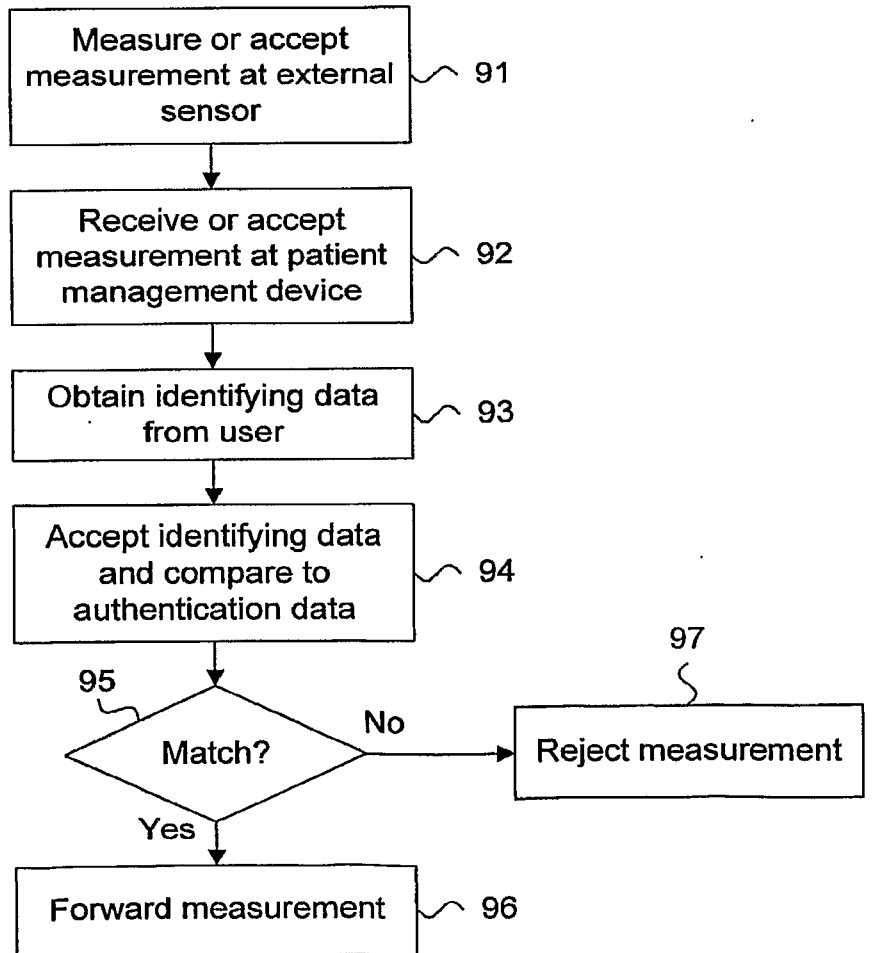 Measure or accept
measurement at external
sensor
91
Receive or accept
measurement at patient
management device
92
Obtain identifying data
from user
93
Accept identifying data
and compare to
authentication data
94
95
Match?
No
97
Reject measurement
Yes
Forward measurement
96